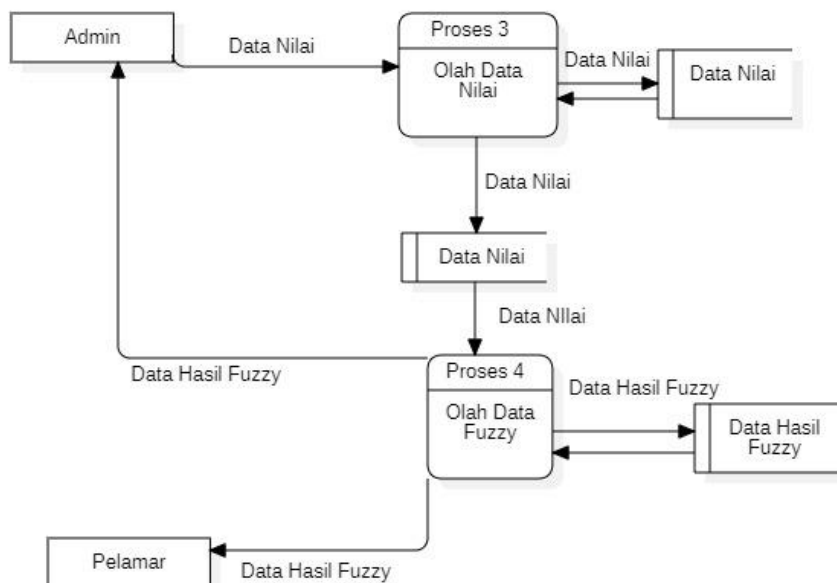 Admin
Data Nilai
Proses 3
Olah Data
Nilai
Data Nilai
Data Nilai
Data Nilai
Data Nilai
Data NIlai
Data Hasil Fuzzy
Proses 4
Olah Data
Fuzzy
Data Hasil Fuzzy
Data Hasil
Fuzzy
Pelamar
Data Hasil Fuzzy